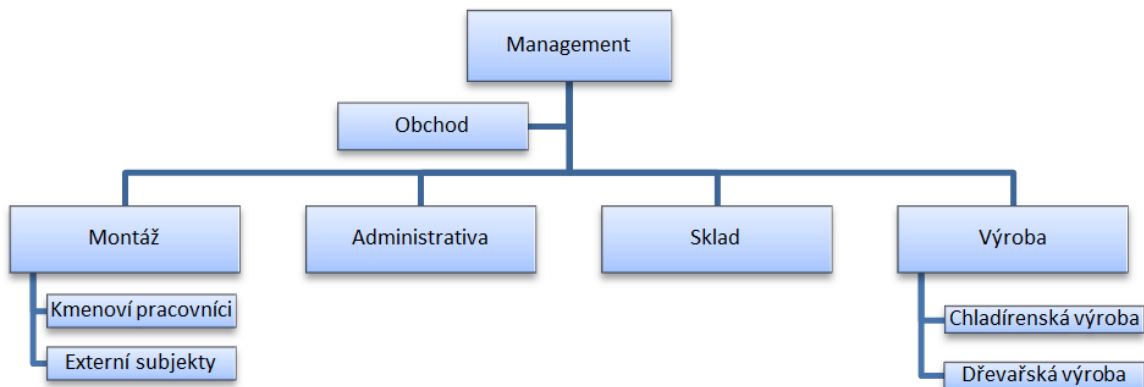 Management
Obchod
Montáž
Administrativa
Sklad
Výroba
Kmenoví pracovníci
Chladírenská výroba
Externí subjekty
Dřevařská výroba